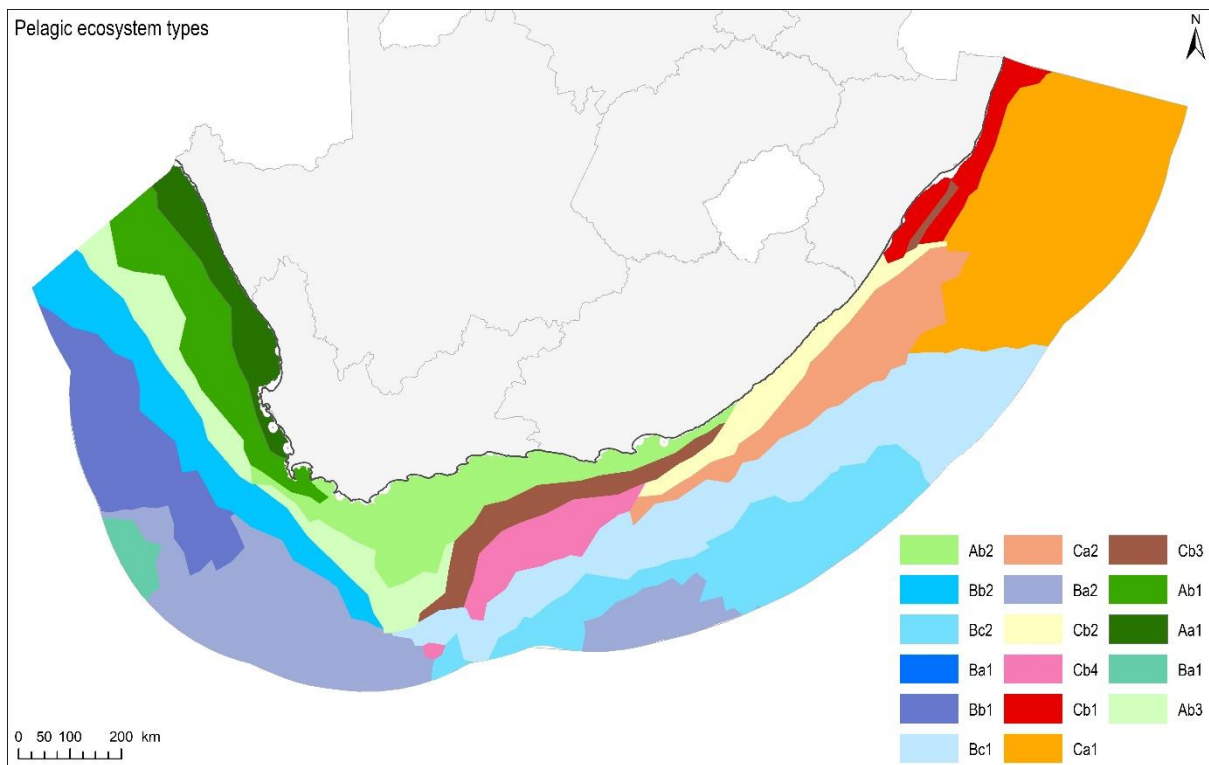 Pelagic ecosystem types
N
Ab2 Ca2 Cb3
Bb2 Ba2 Ab1
Bc2 Cb2 Aa1
Ba1 Cb4 Ba1
Bb1 Cb1 Ab3
Bc1 Ca1
0 50 100 200 km